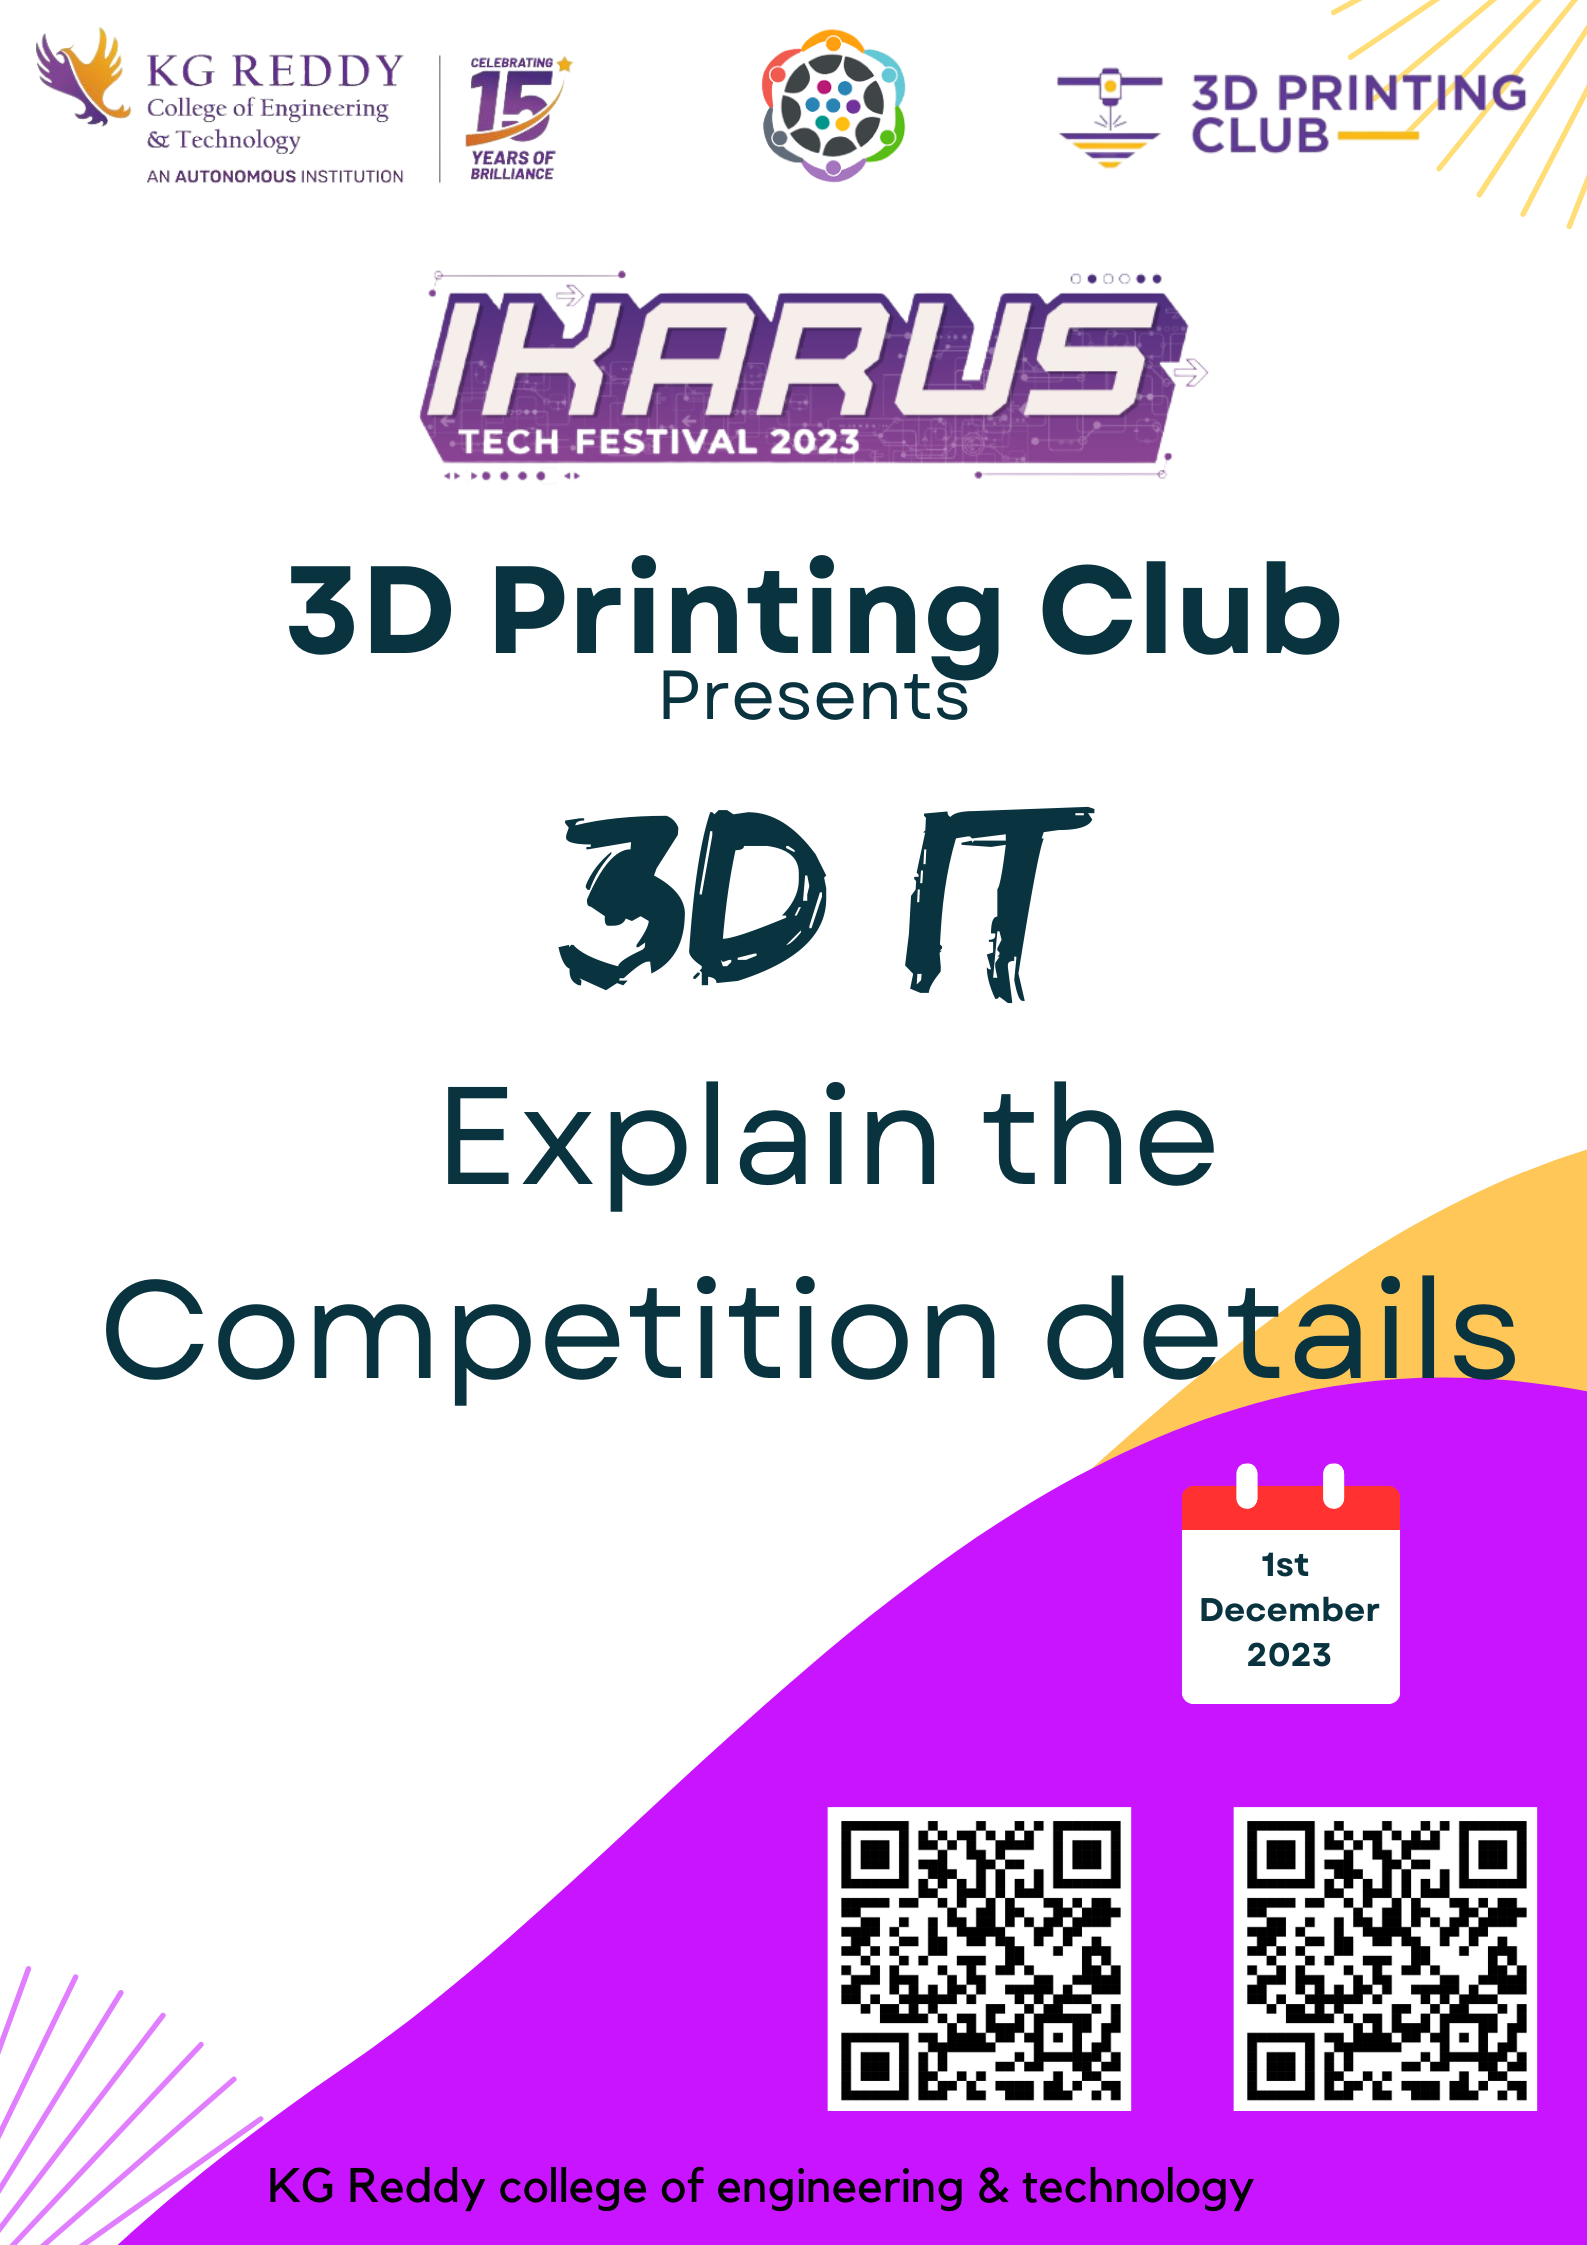 KG REDDY
College of Engineering
& Technology
AN AUTONOMOUS INSTITUTION
CELEBRATING
15
YEARS OF
BRILLIANCE
3D PRINTING
CLUB
IKARUS
TECH FESTIVAL 2023
3D Printing Club
Presents
3D IT
Explain the
Competition details
1st
December
2023
KG Reddy college of engineering & technology